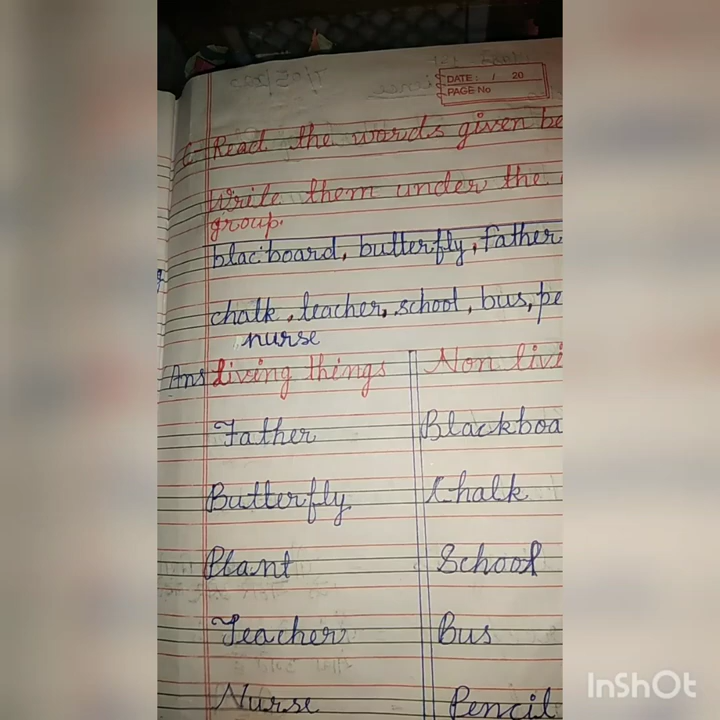 DATE: / 20
PAGE No
C- Read the words given be
Write them under the
group.
blacboard, butterfly, father
chalk, teacher, school, bus, pe
nurse
Ans living things Non livi
Father Blackboa
Butterfly Chalk
Plant School
Teacher Bus
Nurse Pencil
InShOt